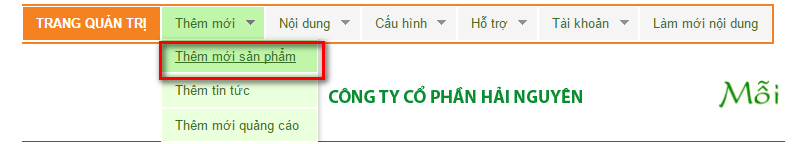 TRANG QUẢN TRỊ Thêm mới Nội dung Cấu hình Hỗ trợ Tài khoản Làm mới nội dung
Thêm mới sản phẩm
Thêm tin tức
CÔNG TY CỔ PHẦN HẢI NGUYÊN Mỗi
Thêm mới quảng cáo